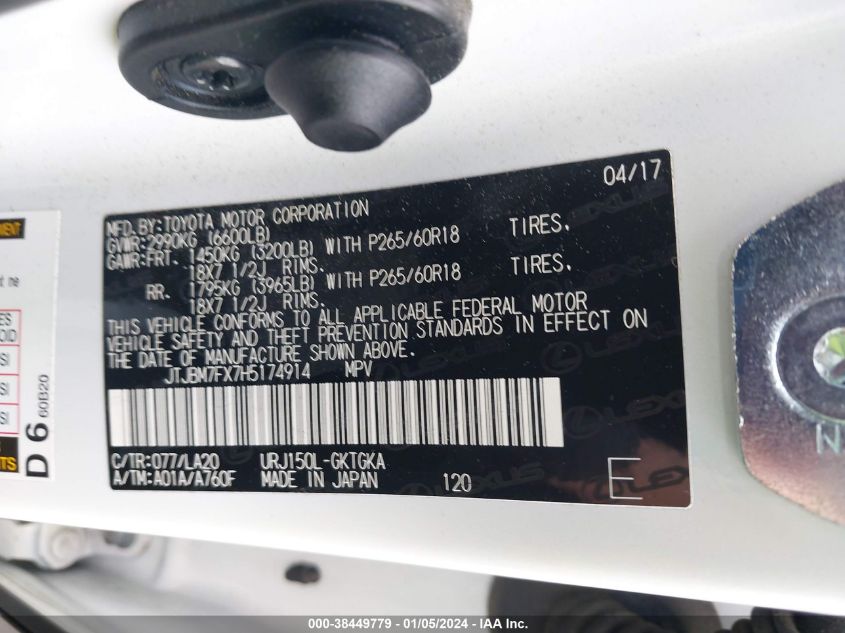 04/17
MFD.BY:TOYOTA MOTOR CORPORATION
GVWR:2990KG (6600LB)
GAWR:FRT. 1450KG (3200LB) WITH P265/60R18 TIRES.
18X7 1/2J RIMS.
RR. 1795KG (3965LB) WITH P265/60R18 TIRES.
18X7 1/2J RIMS.
THIS VEHICLE CONFORMS TO ALL APPLICABLE FEDERAL MOTOR
VEHICLE SAFETY AND THEFT PREVENTION STANDARDS IN EFFECT ON
THE DATE OF MANUFACTURE SHOWN ABOVE.
JTJBM7FX7H5174914 MPV
C/TR:077/LA20 URJ150L-GKTGKA
A/TM:A01A/A760F MADE IN JAPAN 120 E
LEXUS
D 6 60B20
000-38449779 - 01/05/2024 - IAA Inc.